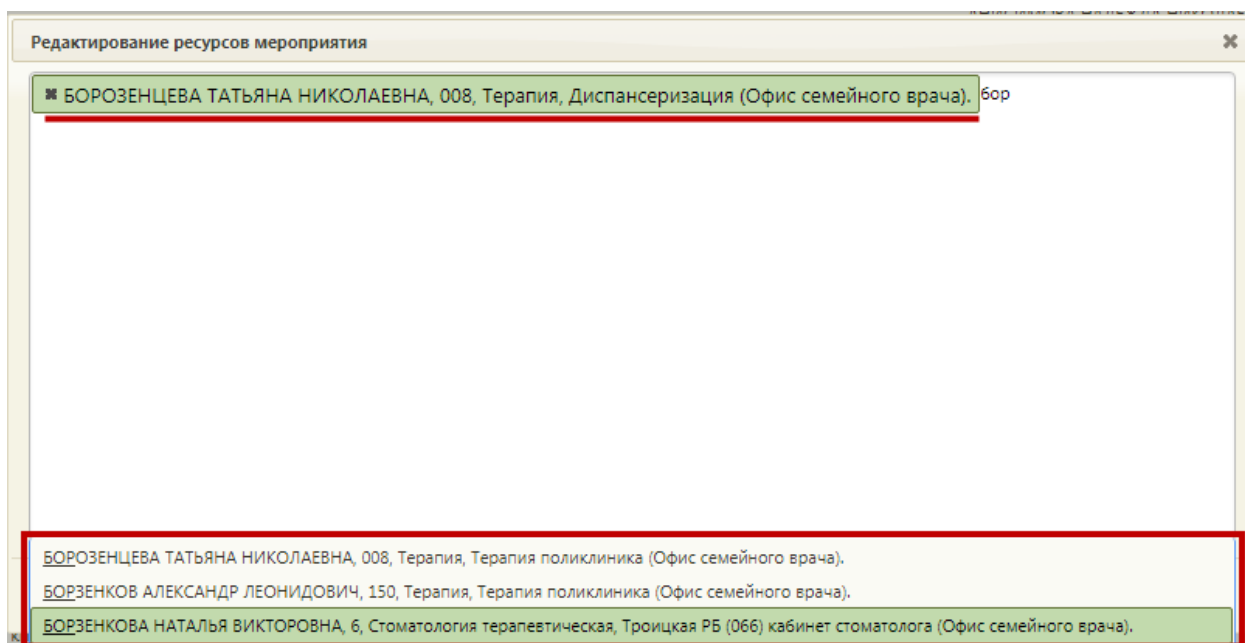 Редактирование ресурсов мероприятия
БОРОЗЕНЦЕВА ТАТЬЯНА НИКОЛАЕВНА, 008, Терапия, Диспансеризация (Офис семейного врача). бор
БОРОЗЕНЦЕВА ТАТЬЯНА НИКОЛАЕВНА, 008, Терапия, Терапия поликлиника (Офис семейного врача).
БОРЗЕНКОВ АЛЕКСАНДР ЛЕОНИДОВИЧ, 150, Терапия, Терапия поликлиника (Офис семейного врача).
БОРЗЕНКОВА НАТАЛЬЯ ВИКТОРОВНА, 6, Стоматология терапевтическая, Троицкая РБ (066) кабинет стоматолога (Офис семейного врача).